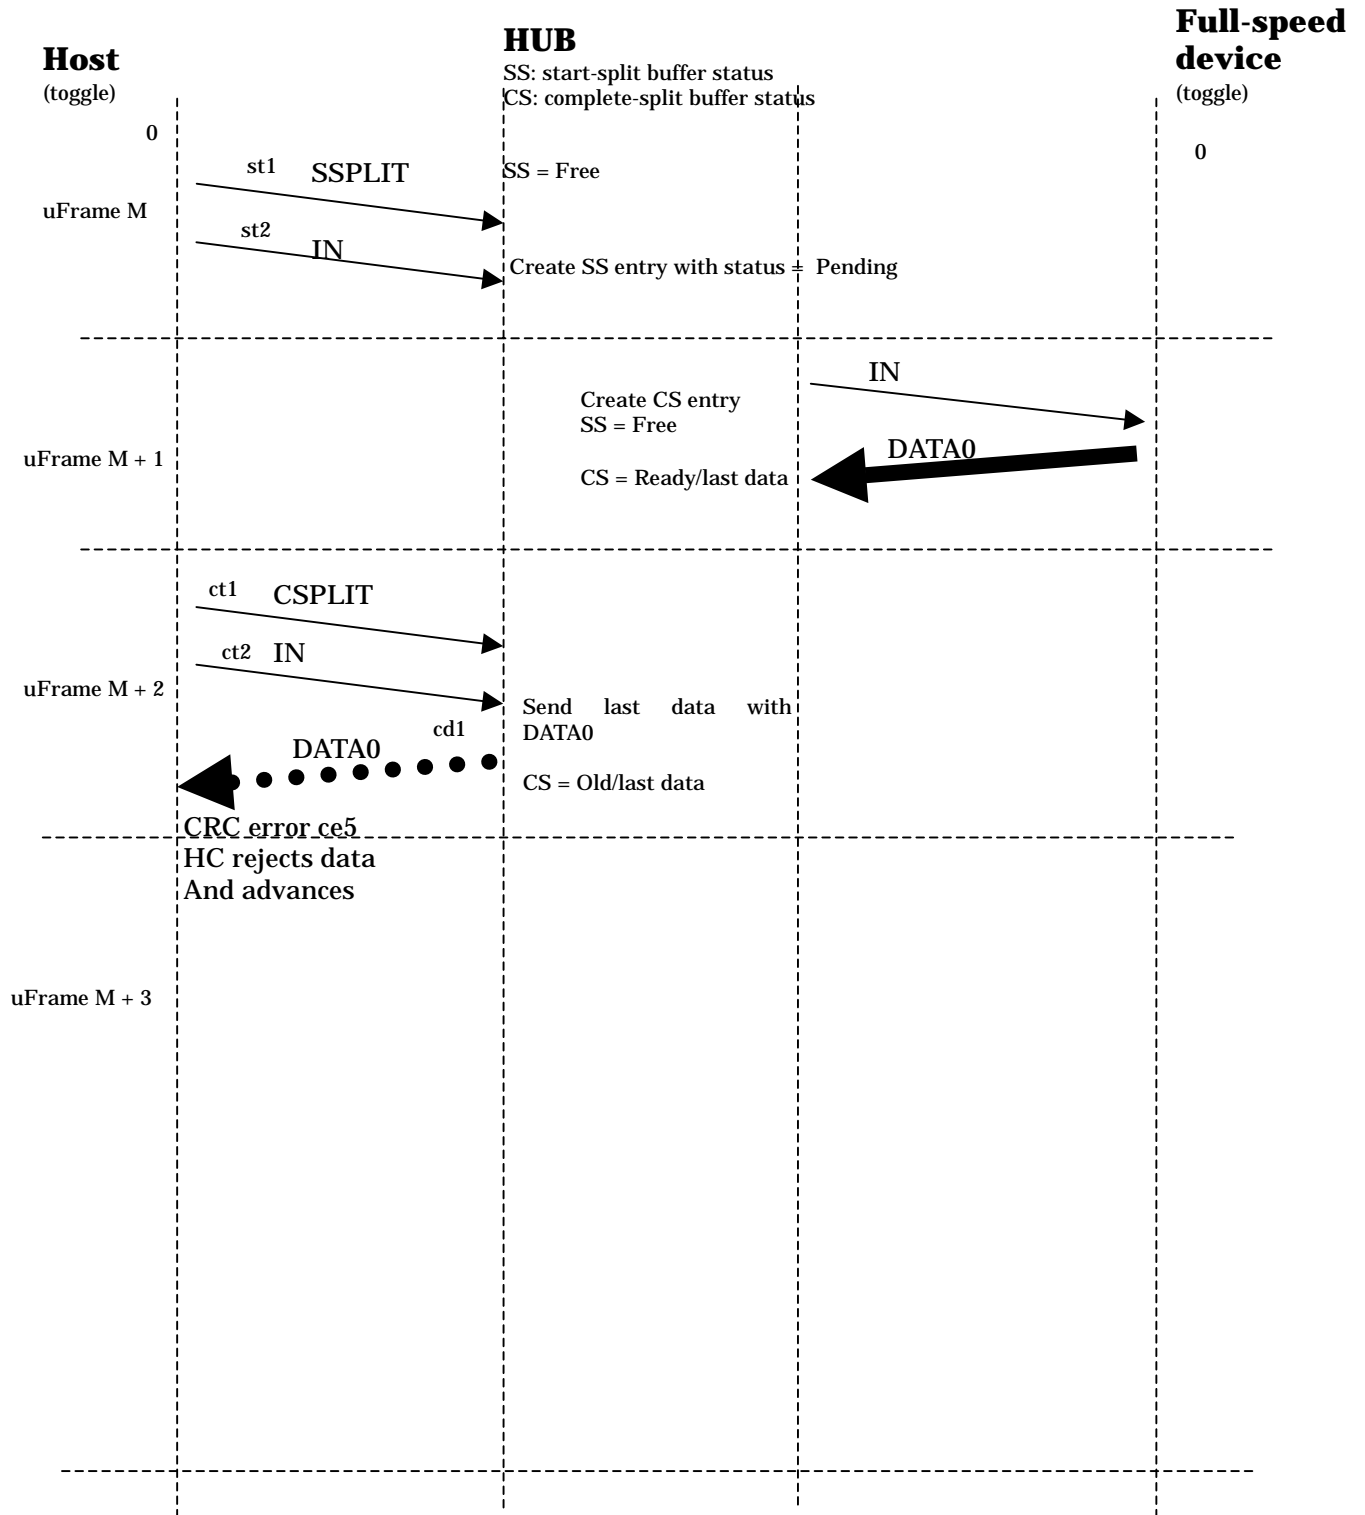 Host
(toggle)
HUB
SS: start-split buffer status
CS: complete-split buffer status
Full-speed
device
(toggle)
0
0
st1
SSPLIT
SS = Free
uFrame M
st2
IN
Create SS entry with status = Pending
IN
Create CS entry
SS = Free
DATA0
uFrame M + 1
CS = Ready/last data
ct1
CSPLIT
ct2
IN
uFrame M + 2
Send last data with
DATA0
cd1
DATA0
CS = Old/last data
CRC error ce5
HC rejects data
And advances
uFrame M + 3